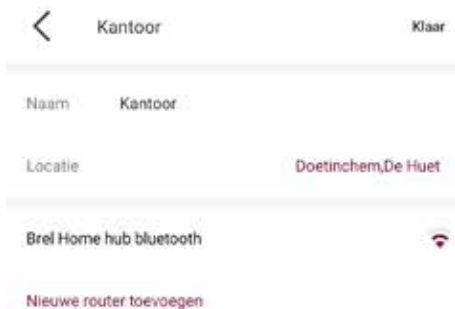 Kantoor Klaar
Naam Kantoor
Locatie Doetinchem,De Huet
Brel Home hub bluetooth
Nieuwe router toevoegen